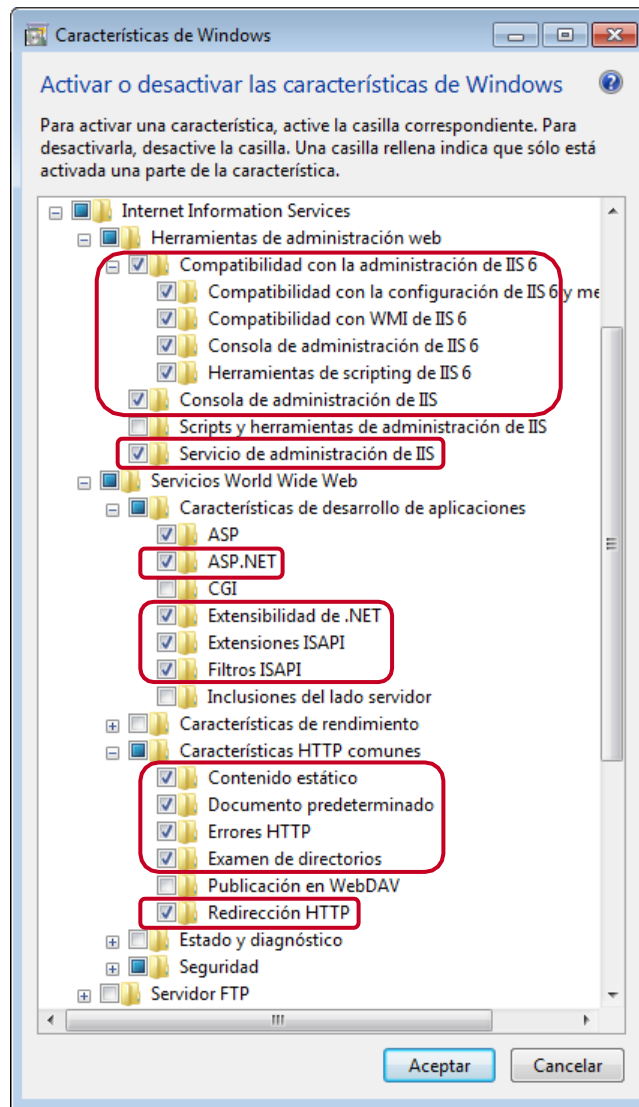 Características de Windows
Activar o desactivar las características de Windows
Para activar una característica, active la casilla correspondiente. Para
desactivarla, desactive la casilla. Una casilla rellena indica que sólo está
activada una parte de la característica.
Internet Information Services
Herramientas de administración web
Compatibilidad con la administración de IIS 6
Compatibilidad con la configuración de IIS 6 y me
Compatibilidad con WMI de IIS 6
Consola de administración de IIS 6
Herramientas de scripting de IIS 6
Consola de administración de IIS
Scripts y herramientas de administración de IIS
Servicio de administración de IIS
Servicios World Wide Web
Características de desarrollo de aplicaciones
ASP
ASP.NET
CGI
Extensibilidad de .NET
Extensiones ISAPI
Filtros ISAPI
Inclusiones del lado servidor
Características de rendimiento
Características HTTP comunes
Contenido estático
Documento predeterminado
Errores HTTP
Examen de directorios
Publicación en WebDAV
Redirección HTTP
Estado y diagnóstico
Seguridad
Servidor FTP
Aceptar
Cancelar